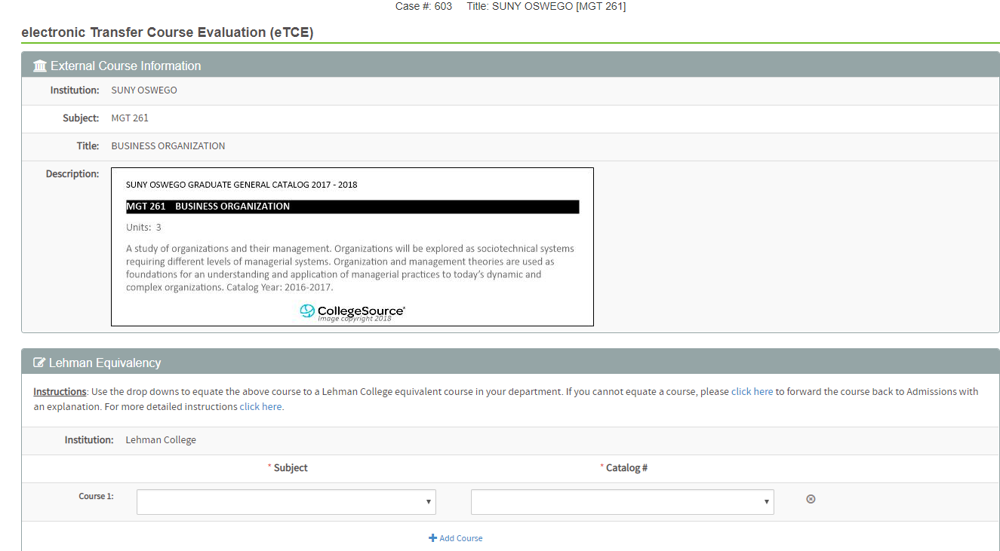 Case #: 603 Title: SUNY OSWEGO [MGT 261]
electronic Transfer Course Evaluation (eTCE)
External Course Information
Institution: SUNY OSWEGO
Subject: MGT 261
Title: BUSINESS ORGANIZATION
Description:
SUNY OSWEGO GRADUATE GENERAL CATALOG 2017 - 2018
MGT 261 BUSINESS ORGANIZATION
Units: 3
A study of organizations and their management. Organizations will be explored as sociotechnical systems
requiring different levels of managerial systems. Organization and management theories are used as
foundations for an understanding and application of managerial practices to today's dynamic and
complex organizations. Catalog Year: 2016-2017.
CollegeSource
Image copyright 2018
Lehman Equivalency
Instructions: Use the drop downs to equate the above course to a Lehman College equivalent course in your department. If you cannot equate a course, please click here to forward the course back to Admissions with
an explanation. For more detailed instructions click here.
Institution: Lehman College
* Subject * Catalog #
Course 1:
Add Course